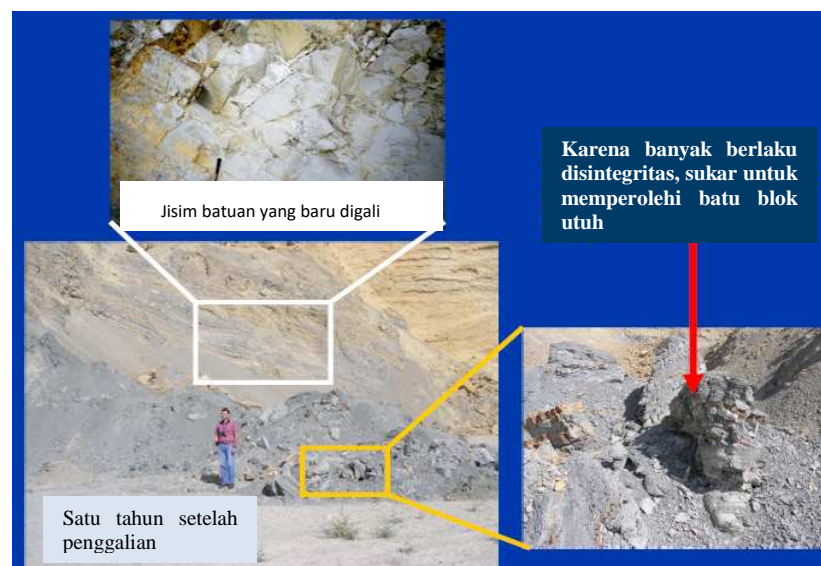 Jisim batuan yang baru digali
Karena banyak berlaku
disintegritas, sukar untuk
memperolehi batu blok
utuh
Satu tahun setelah
penggalian